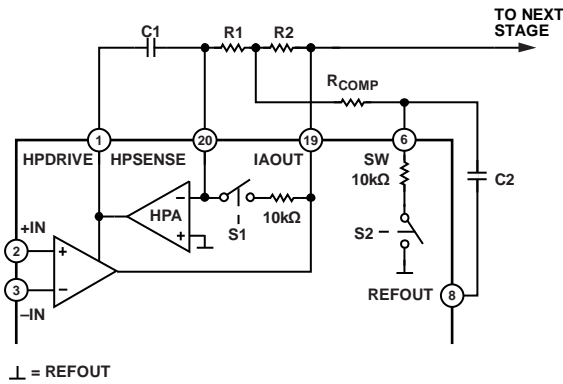 TO NEXT
STAGE
C1
R1
R2
RCOMP
1
20
19
6
HPDRIVE
HPSENSE
IAOUT
SW
10kΩ
C2
HPA
–
+
S1
10kΩ
S2
+IN
2
+
3
–
–IN
REFOUT
8
⊥ = REFOUT